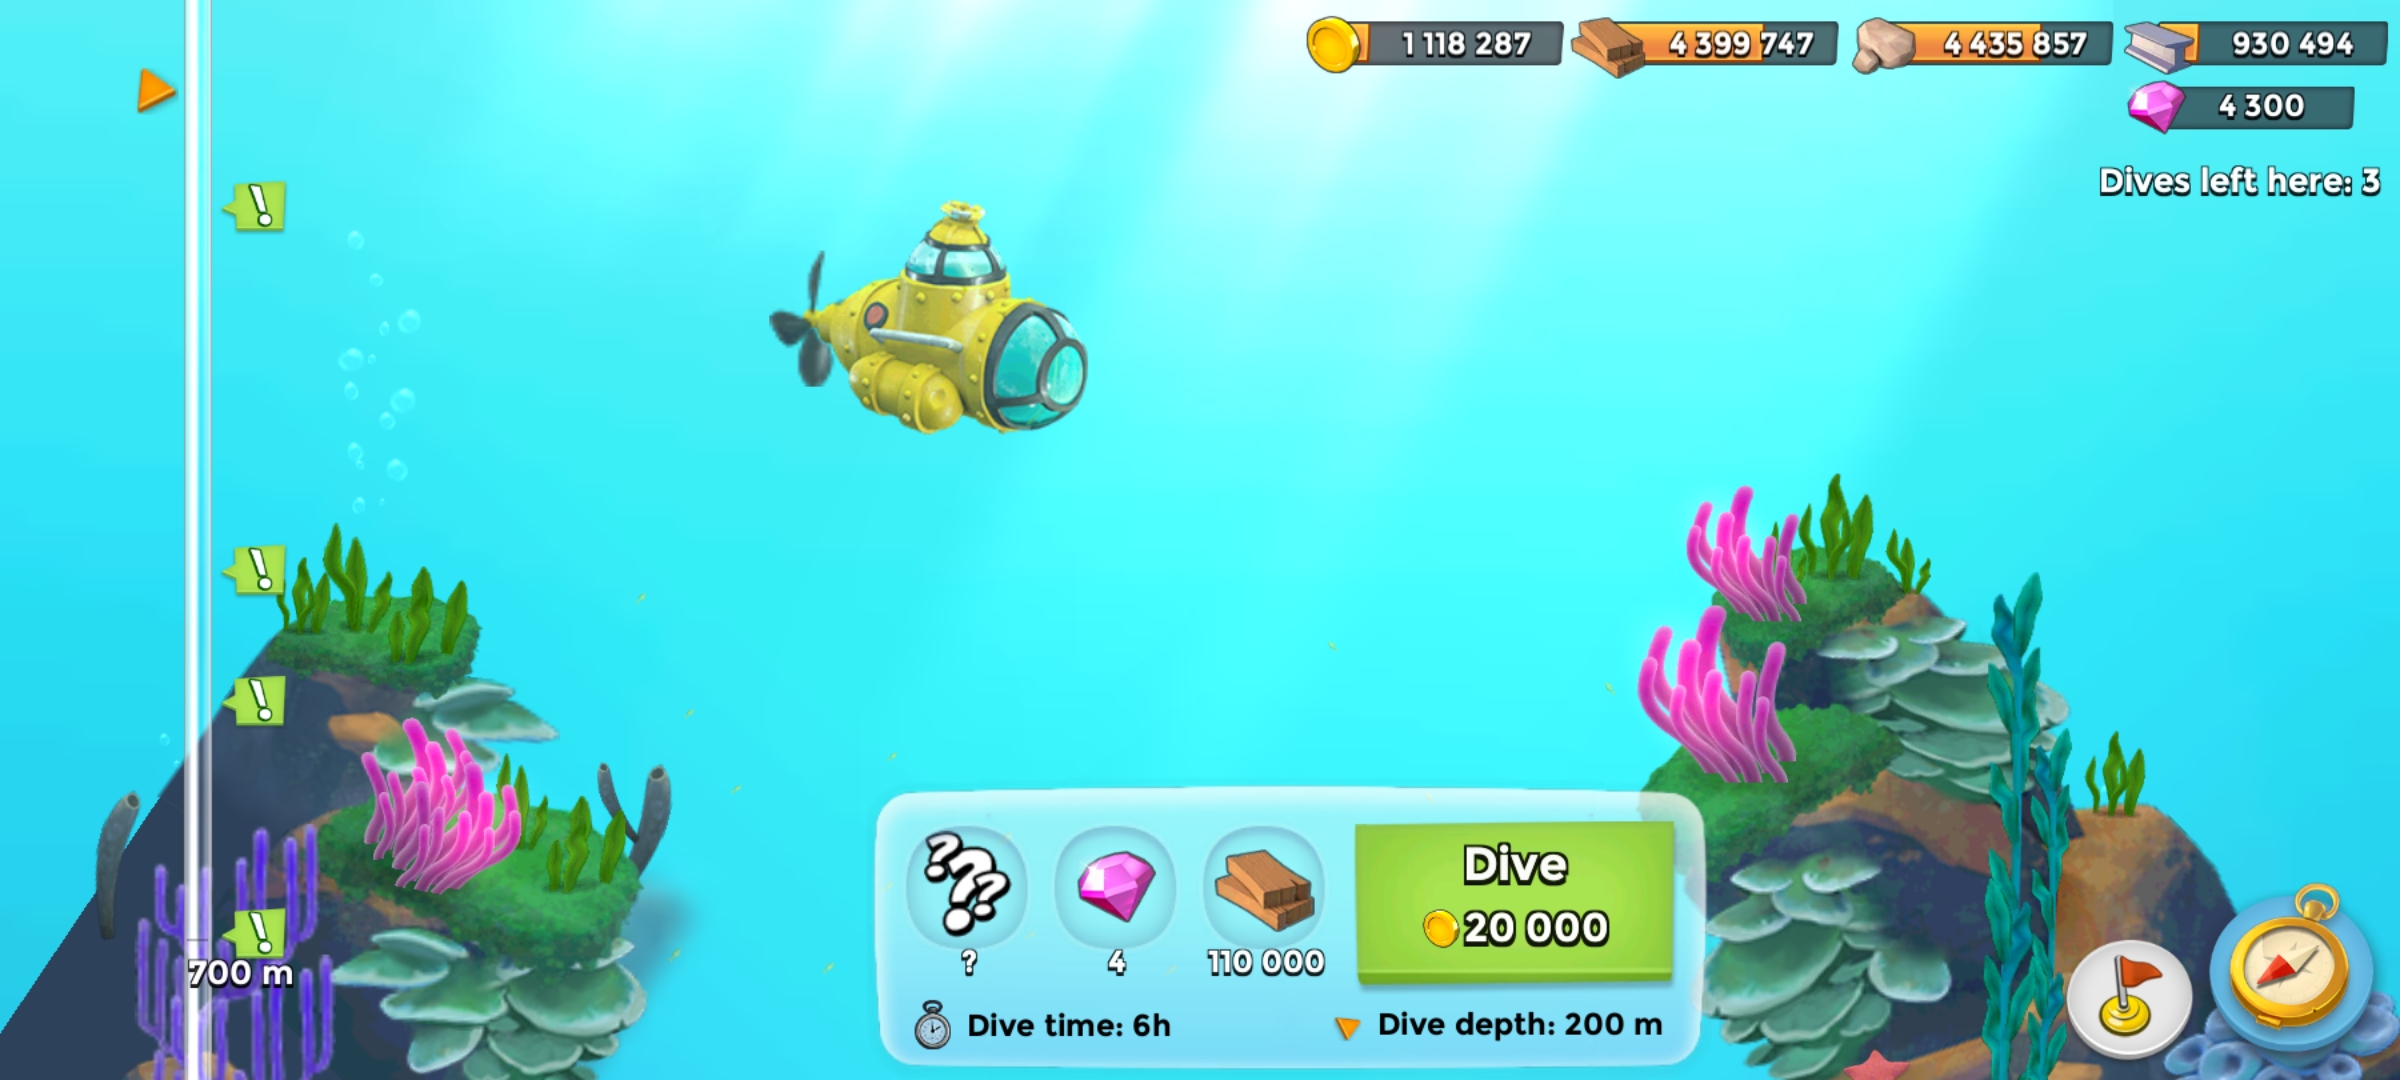 1 118 287
4 399 747
4 435 857
930 494
4 300
Dives left here: 3
!
!
!
!
700 m
???
?
4
110 000
Dive
20 000
Dive time: 6h
Dive depth: 200 m